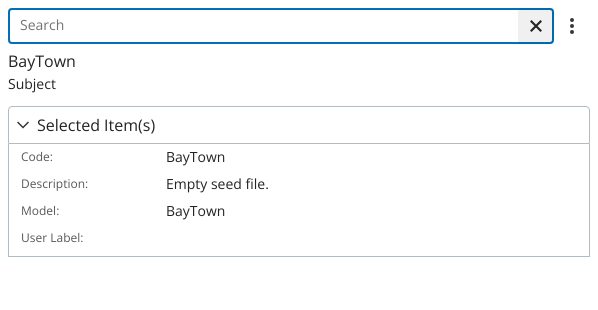 Search
BayTown
Subject
Selected Item(s)
Code: BayTown
Description: Empty seed file.
Model: BayTown
User Label: